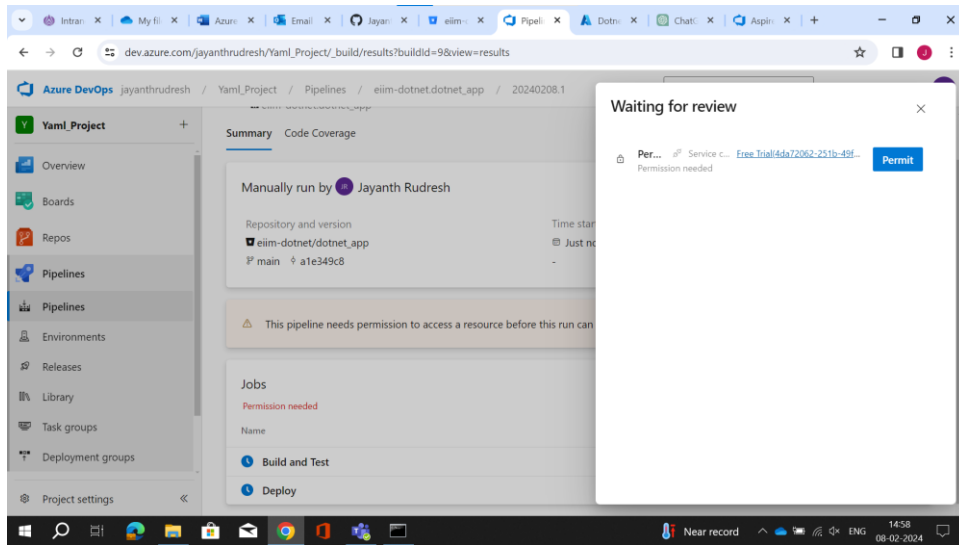 Intran
My fil
Azure
Email
Jayan
eiim-c
Pipeli
Dotne
ChatG
Aspire
dev.azure.com/jayanthrudresh/Yaml_Project/_build/results?buildId=9&view=results
J
Azure DevOps jayanthrudresh / Yaml_Project / Pipelines / eiim-dotnet.dotnet_app / 20240208.1
Y Yaml_Project +
Overview
Boards
Repos
Pipelines
Pipelines
Environments
Releases
Library
Task groups
Deployment groups
Project settings
eiim-dotnet.dotnet_app
Summary Code Coverage
Manually run by JR Jayanth Rudresh
Repository and version
Time star
eiim-dotnet/dotnet_app
Just no
main a1e349c8
-
This pipeline needs permission to access a resource before this run can
Jobs
Permission needed
Name
Build and Test
Deploy
Waiting for review
Per... Service c... Free Trial(4da72062-251b-49f...
Permission needed
Permit
Near record
ENG
14:58
08-02-2024